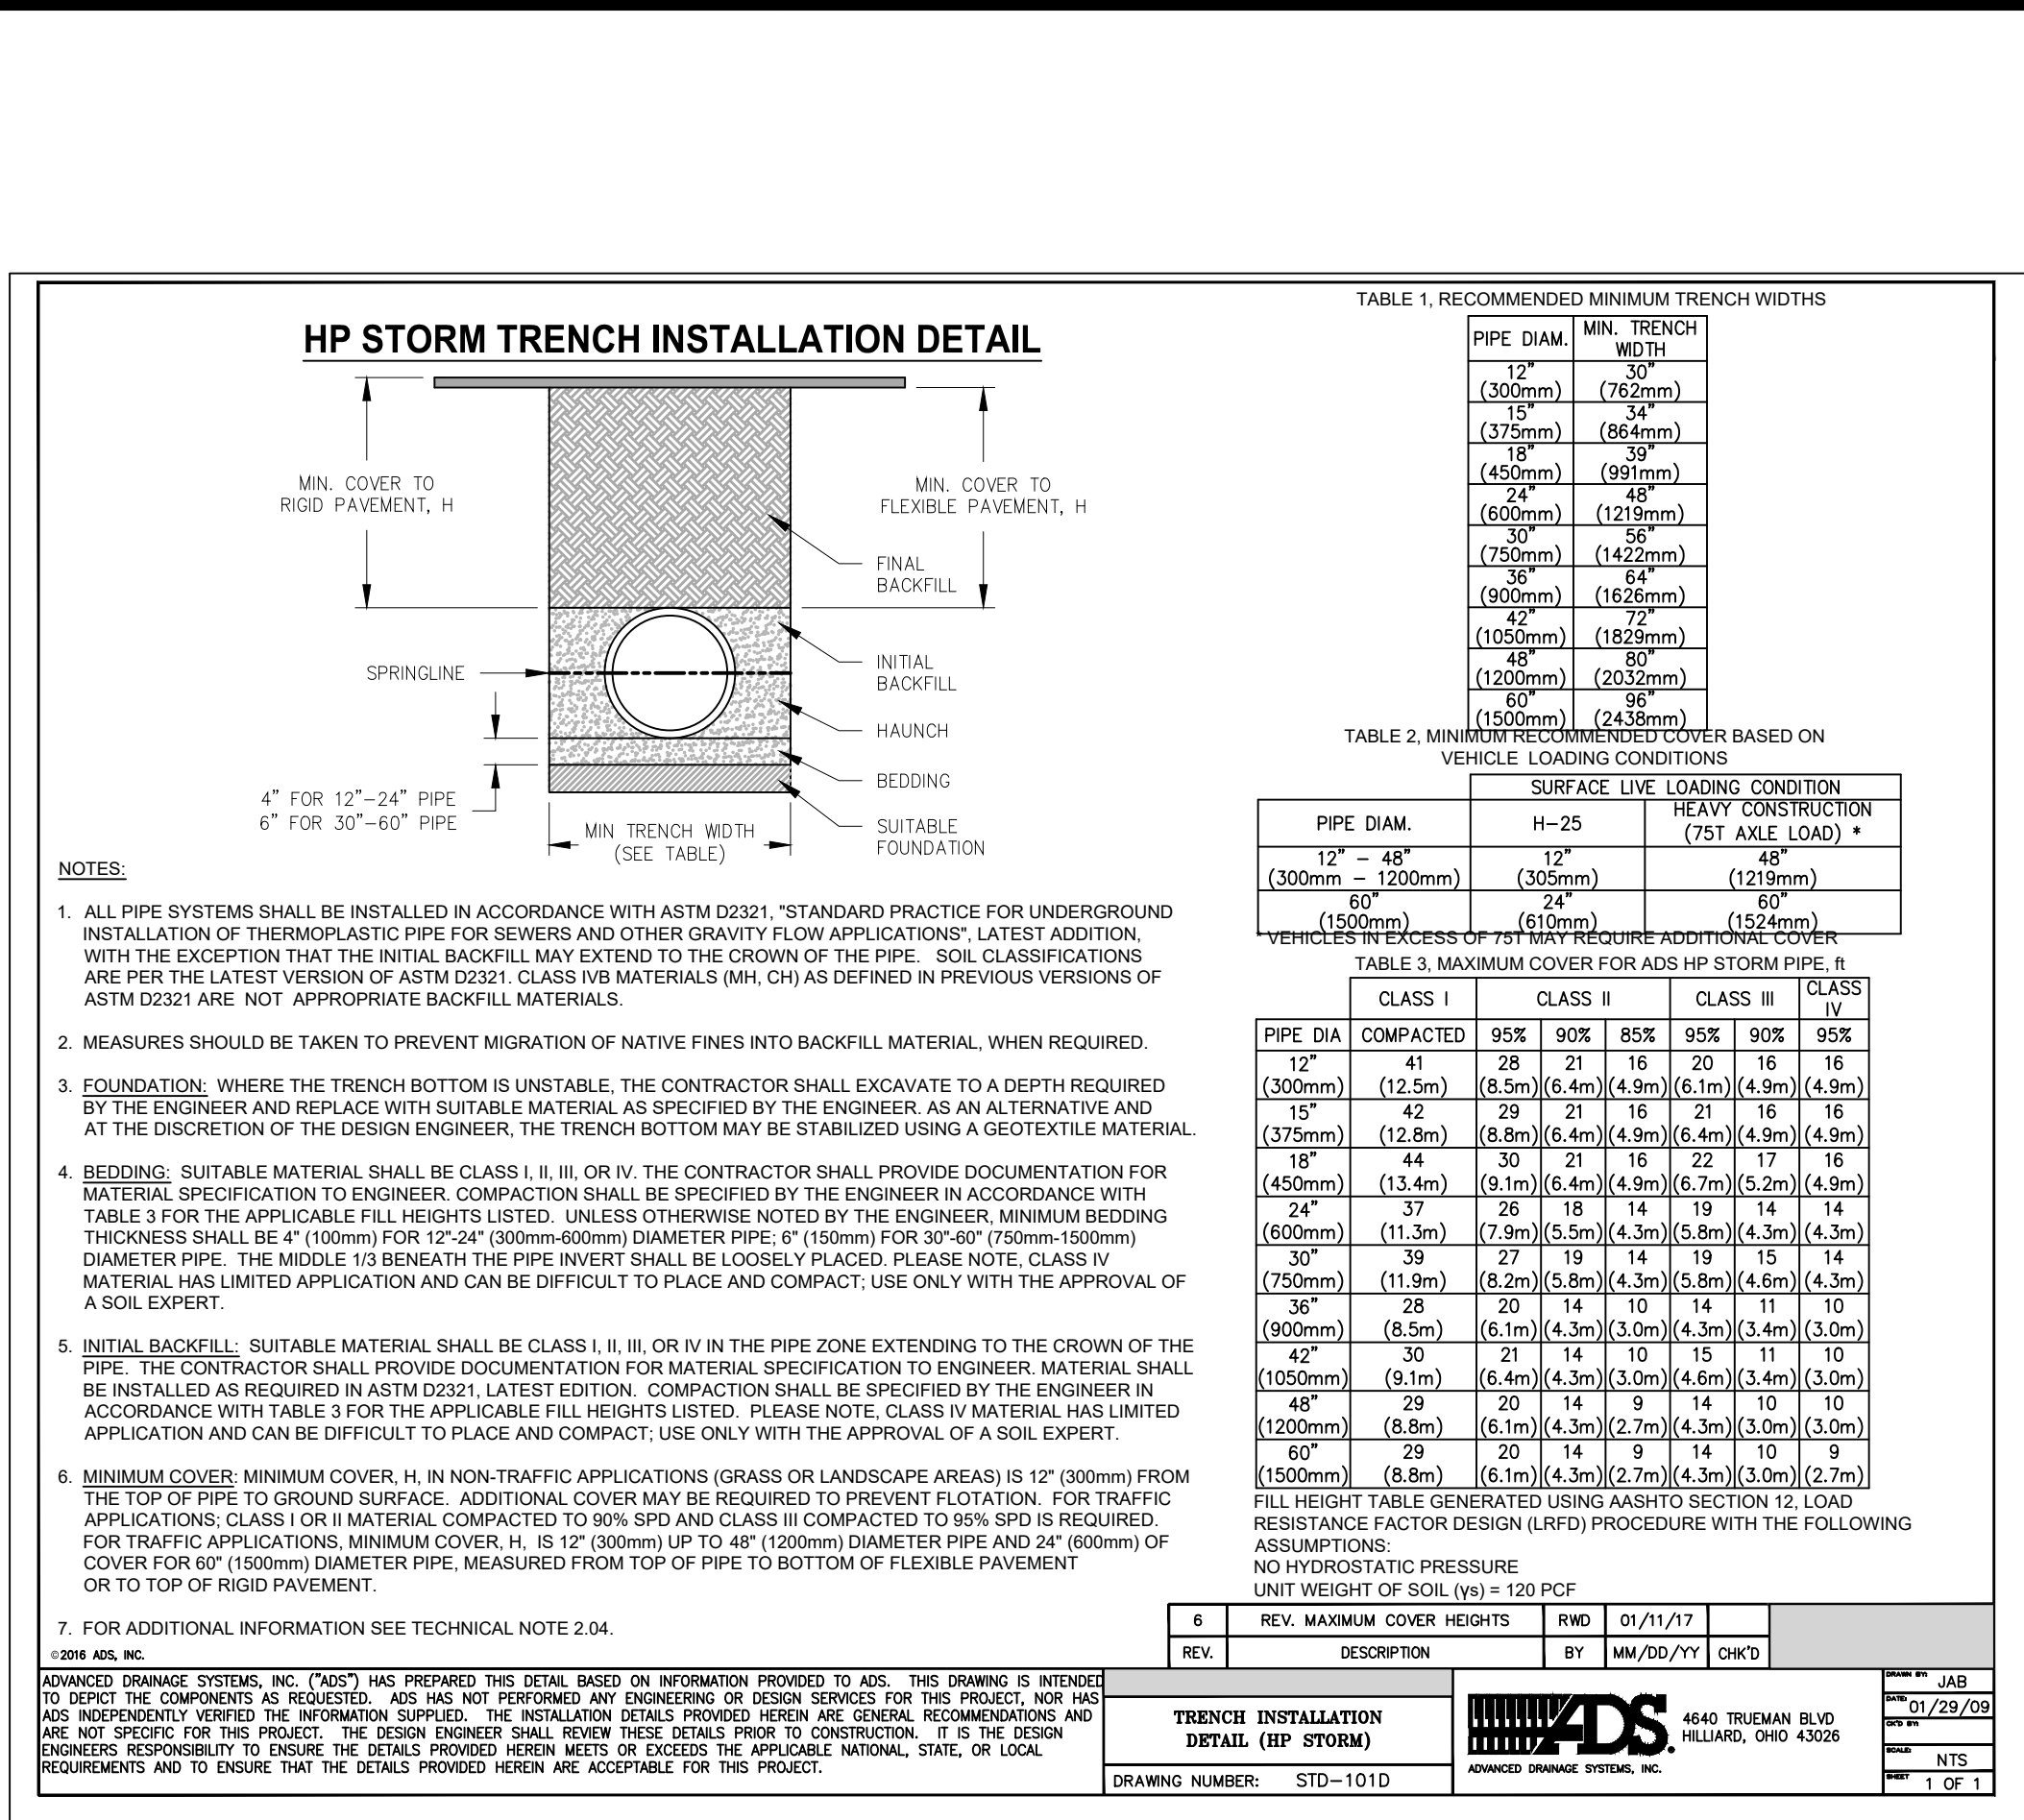 HP STORM TRENCH INSTALLATION DETAIL
MIN. COVER TO
RIGID PAVEMENT, H
MIN. COVER TO
FLEXIBLE PAVEMENT, H
FINAL
BACKFILL
SPRINGLINE
INITIAL
BACKFILL
HAUNCH
BEDDING
4" FOR 12"-24" PIPE
6" FOR 30"-60" PIPE
MIN TRENCH WIDTH
(SEE TABLE)
SUITABLE
FOUNDATION
NOTES:
1. ALL PIPE SYSTEMS SHALL BE INSTALLED IN ACCORDANCE WITH ASTM D2321, "STANDARD PRACTICE FOR UNDERGROUND
INSTALLATION OF THERMOPLASTIC PIPE FOR SEWERS AND OTHER GRAVITY FLOW APPLICATIONS", LATEST ADDITION,
WITH THE EXCEPTION THAT THE INITIAL BACKFILL MAY EXTEND TO THE CROWN OF THE PIPE. SOIL CLASSIFICATIONS
ARE PER THE LATEST VERSION OF ASTM D2321. CLASS IVB MATERIALS (MH, CH) AS DEFINED IN PREVIOUS VERSIONS OF
ASTM D2321 ARE NOT APPROPRIATE BACKFILL MATERIALS.
2. MEASURES SHOULD BE TAKEN TO PREVENT MIGRATION OF NATIVE FINES INTO BACKFILL MATERIAL, WHEN REQUIRED.
3. FOUNDATION: WHERE THE TRENCH BOTTOM IS UNSTABLE, THE CONTRACTOR SHALL EXCAVATE TO A DEPTH REQUIRED
BY THE ENGINEER AND REPLACE WITH SUITABLE MATERIAL AS SPECIFIED BY THE ENGINEER. AS AN ALTERNATIVE AND
AT THE DISCRETION OF THE DESIGN ENGINEER, THE TRENCH BOTTOM MAY BE STABILIZED USING A GEOTEXTILE MATERIAL.
4. BEDDING: SUITABLE MATERIAL SHALL BE CLASS I, II, III, OR IV. THE CONTRACTOR SHALL PROVIDE DOCUMENTATION FOR
MATERIAL SPECIFICATION TO ENGINEER. COMPACTION SHALL BE SPECIFIED BY THE ENGINEER IN ACCORDANCE WITH
TABLE 3 FOR THE APPLICABLE FILL HEIGHTS LISTED. UNLESS OTHERWISE NOTED BY THE ENGINEER, MINIMUM BEDDING
THICKNESS SHALL BE 4" (100mm) FOR 12"-24" (300mm-600mm) DIAMETER PIPE; 6" (150mm) FOR 30"-60" (750mm-1500mm)
DIAMETER PIPE. THE MIDDLE 1/3 BENEATH THE PIPE INVERT SHALL BE LOOSELY PLACED. PLEASE NOTE, CLASS IV
MATERIAL HAS LIMITED APPLICATION AND CAN BE DIFFICULT TO PLACE AND COMPACT; USE ONLY WITH THE APPROVAL OF
A SOIL EXPERT.
5. INITIAL BACKFILL: SUITABLE MATERIAL SHALL BE CLASS I, II, III, OR IV IN THE PIPE ZONE EXTENDING TO THE CROWN OF THE
PIPE. THE CONTRACTOR SHALL PROVIDE DOCUMENTATION FOR MATERIAL SPECIFICATION TO ENGINEER. MATERIAL SHALL
BE INSTALLED AS REQUIRED IN ASTM D2321, LATEST EDITION. COMPACTION SHALL BE SPECIFIED BY THE ENGINEER IN
ACCORDANCE WITH TABLE 3 FOR THE APPLICABLE FILL HEIGHTS LISTED. PLEASE NOTE, CLASS IV MATERIAL HAS LIMITED
APPLICATION AND CAN BE DIFFICULT TO PLACE AND COMPACT; USE ONLY WITH THE APPROVAL OF A SOIL EXPERT.
6. MINIMUM COVER: MINIMUM COVER, H, IN NON-TRAFFIC APPLICATIONS (GRASS OR LANDSCAPE AREAS) IS 12" (300mm) FROM
THE TOP OF PIPE TO GROUND SURFACE. ADDITIONAL COVER MAY BE REQUIRED TO PREVENT FLOTATION. FOR TRAFFIC
APPLICATIONS; CLASS I OR II MATERIAL COMPACTED TO 90% SPD AND CLASS III COMPACTED TO 95% SPD IS REQUIRED.
FOR TRAFFIC APPLICATIONS, MINIMUM COVER, H, IS 12" (300mm) UP TO 48" (1200mm) DIAMETER PIPE AND 24" (600mm) OF
COVER FOR 60" (1500mm) DIAMETER PIPE, MEASURED FROM TOP OF PIPE TO BOTTOM OF FLEXIBLE PAVEMENT
OR TO TOP OF RIGID PAVEMENT.
7. FOR ADDITIONAL INFORMATION SEE TECHNICAL NOTE 2.04.
©2016 ADS, INC.
TABLE 1, RECOMMENDED MINIMUM TRENCH WIDTHS
PIPE DIAM. MIN. TRENCH
WIDTH
12" 30"
(300mm) (762mm)
15" 34"
(375mm) (864mm)
18" 39"
(450mm) (991mm)
24" 48"
(600mm) (1219mm)
30" 56"
(750mm) (1422mm)
36" 64"
(900mm) (1626mm)
42" 72"
(1050mm) (1829mm)
48" 80"
(1200mm) (2032mm)
60" 96"
(1500mm) (2438mm)
TABLE 2, MINIMUM RECOMMENDED COVER BASED ON
VEHICLE LOADING CONDITIONS
SURFACE LIVE LOADING CONDITION
PIPE DIAM. H-25 HEAVY CONSTRUCTION
(75T AXLE LOAD) *
12" - 48" 12" 48"
(300mm - 1200mm) (305mm) (1219mm)
60" 24" 60"
(1500mm) (610mm) (1524mm)
* VEHICLES IN EXCESS OF 75T MAY REQUIRE ADDITIONAL COVER
TABLE 3, MAXIMUM COVER FOR ADS HP STORM PIPE, ft
CLASS I CLASS II CLASS III CLASS
IV
PIPE DIA COMPACTED 95% 90% 85% 95% 90% 95%
12" 41 28 21 16 20 16 16
(300mm) (12.5m) (8.5m) (6.4m) (4.9m) (6.1m) (4.9m) (4.9m)
15" 42 29 21 16 21 16 16
(375mm) (12.8m) (8.8m) (6.4m) (4.9m) (6.4m) (4.9m) (4.9m)
18" 44 30 21 16 22 17 16
(450mm) (13.4m) (9.1m) (6.4m) (4.9m) (6.7m) (5.2m) (4.9m)
24" 37 26 18 14 19 14 14
(600mm) (11.3m) (7.9m) (5.5m) (4.3m) (5.8m) (4.3m) (4.3m)
30" 39 27 19 14 19 15 14
(750mm) (11.9m) (8.2m) (5.8m) (4.3m) (5.8m) (4.6m) (4.3m)
36" 28 20 14 10 14 11 10
(900mm) (8.5m) (6.1m) (4.3m) (3.0m) (4.3m) (3.4m) (3.0m)
42" 30 21 14 10 15 11 10
(1050mm) (9.1m) (6.4m) (4.3m) (3.0m) (4.6m) (3.4m) (3.0m)
48" 29 20 14 9 14 10 10
(1200mm) (8.8m) (6.1m) (4.3m) (2.7m) (4.3m) (3.0m) (3.0m)
60" 29 20 14 9 14 10 9
(1500mm) (8.8m) (6.1m) (4.3m) (2.7m) (4.3m) (3.0m) (2.7m)
FILL HEIGHT TABLE GENERATED USING AASHTO SECTION 12, LOAD
RESISTANCE FACTOR DESIGN (LRFD) PROCEDURE WITH THE FOLLOWING
ASSUMPTIONS:
NO HYDROSTATIC PRESSURE
UNIT WEIGHT OF SOIL (γs) = 120 PCF
6 REV. MAXIMUM COVER HEIGHTS RWD 01/11/17
REV. DESCRIPTION BY MM/DD/YY CHK'D
ADVANCED DRAINAGE SYSTEMS, INC. ("ADS") HAS PREPARED THIS DETAIL BASED ON INFORMATION PROVIDED TO ADS. THIS DRAWING IS INTENDED
TO DEPICT THE COMPONENTS AS REQUESTED. ADS HAS NOT PERFORMED ANY ENGINEERING OR DESIGN SERVICES FOR THIS PROJECT, NOR HAS
ADS INDEPENDENTLY VERIFIED THE INFORMATION SUPPLIED. THE INSTALLATION DETAILS PROVIDED HEREIN ARE GENERAL RECOMMENDATIONS AND
ARE NOT SPECIFIC FOR THIS PROJECT. THE DESIGN ENGINEER SHALL REVIEW THESE DETAILS PRIOR TO CONSTRUCTION. IT IS THE DESIGN
ENGINEERS RESPONSIBILITY TO ENSURE THE DETAILS PROVIDED HEREIN MEETS OR EXCEEDS THE APPLICABLE NATIONAL, STATE, OR LOCAL
REQUIREMENTS AND TO ENSURE THAT THE DETAILS PROVIDED HEREIN ARE ACCEPTABLE FOR THIS PROJECT.
TRENCH INSTALLATION
DETAIL (HP STORM)
DRAWING NUMBER: STD-101D
ADS
ADVANCED DRAINAGE SYSTEMS, INC.
4640 TRUEMAN BLVD
HILLIARD, OHIO 43026
DRAWN BY: JAB
DATE: 01/29/09
CK'D BY:
SCALE: NTS
SHEET 1 OF 1